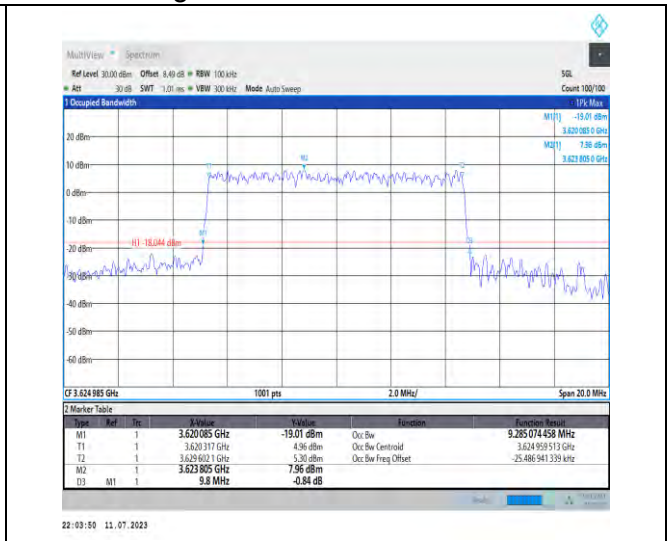 MultiView Spectrum
Ref Level 30.00 dBm Offset 8.49 dB RBW 100 kHz SGL
Att 30 dB SWT 1.01 ms VBW 300 kHz Mode Auto Sweep Count 100/100
1 Occupied Bandwidth 1Pk Max
M1[1] -19.01 dBm
3.620 085 0 GHz
M2[1] 7.96 dBm
3.623 805 0 GHz
20 dBm
10 dBm
0 dBm
-10 dBm
-20 dBm
-30 dBm
-40 dBm
-50 dBm
-60 dBm
M2
T1
T2
M1
D3
H1 -18.044 dBm
CF 3.624 985 GHz 1001 pts 2.0 MHz/ Span 20.0 MHz
2 Marker Table
Type Ref Trc X-Value Y-Value Function Function Result
M1 1 3.620 085 GHz -19.01 dBm Occ Bw 9.285 074 458 MHz
T1 1 3.620 317 GHz 4.96 dBm Occ Bw Centroid 3.624 959 513 GHz
T2 1 3.629 602 1 GHz 5.30 dBm Occ Bw Freq Offset -25.486 941 339 kHz
M2 1 3.623 805 GHz 7.96 dBm
D3 M1 1 9.8 MHz -0.84 dB
22:03:50 11.07.2023